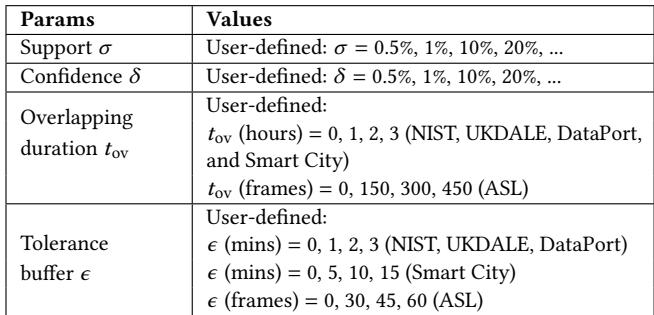 Params Values
Support σ User-defined: σ = 0.5%, 1%, 10%, 20%, ...
Confidence δ User-defined: δ = 0.5%, 1%, 10%, 20%, ...
Overlapping duration tov User-defined:
tov (hours) = 0, 1, 2, 3 (NIST, UKDALE, DataPort,
and Smart City)
tov (frames) = 0, 150, 300, 450 (ASL)
Tolerance buffer ϵ User-defined:
ϵ (mins) = 0, 1, 2, 3 (NIST, UKDALE, DataPort)
ϵ (mins) = 0, 5, 10, 15 (Smart City)
ϵ (frames) = 0, 30, 45, 60 (ASL)